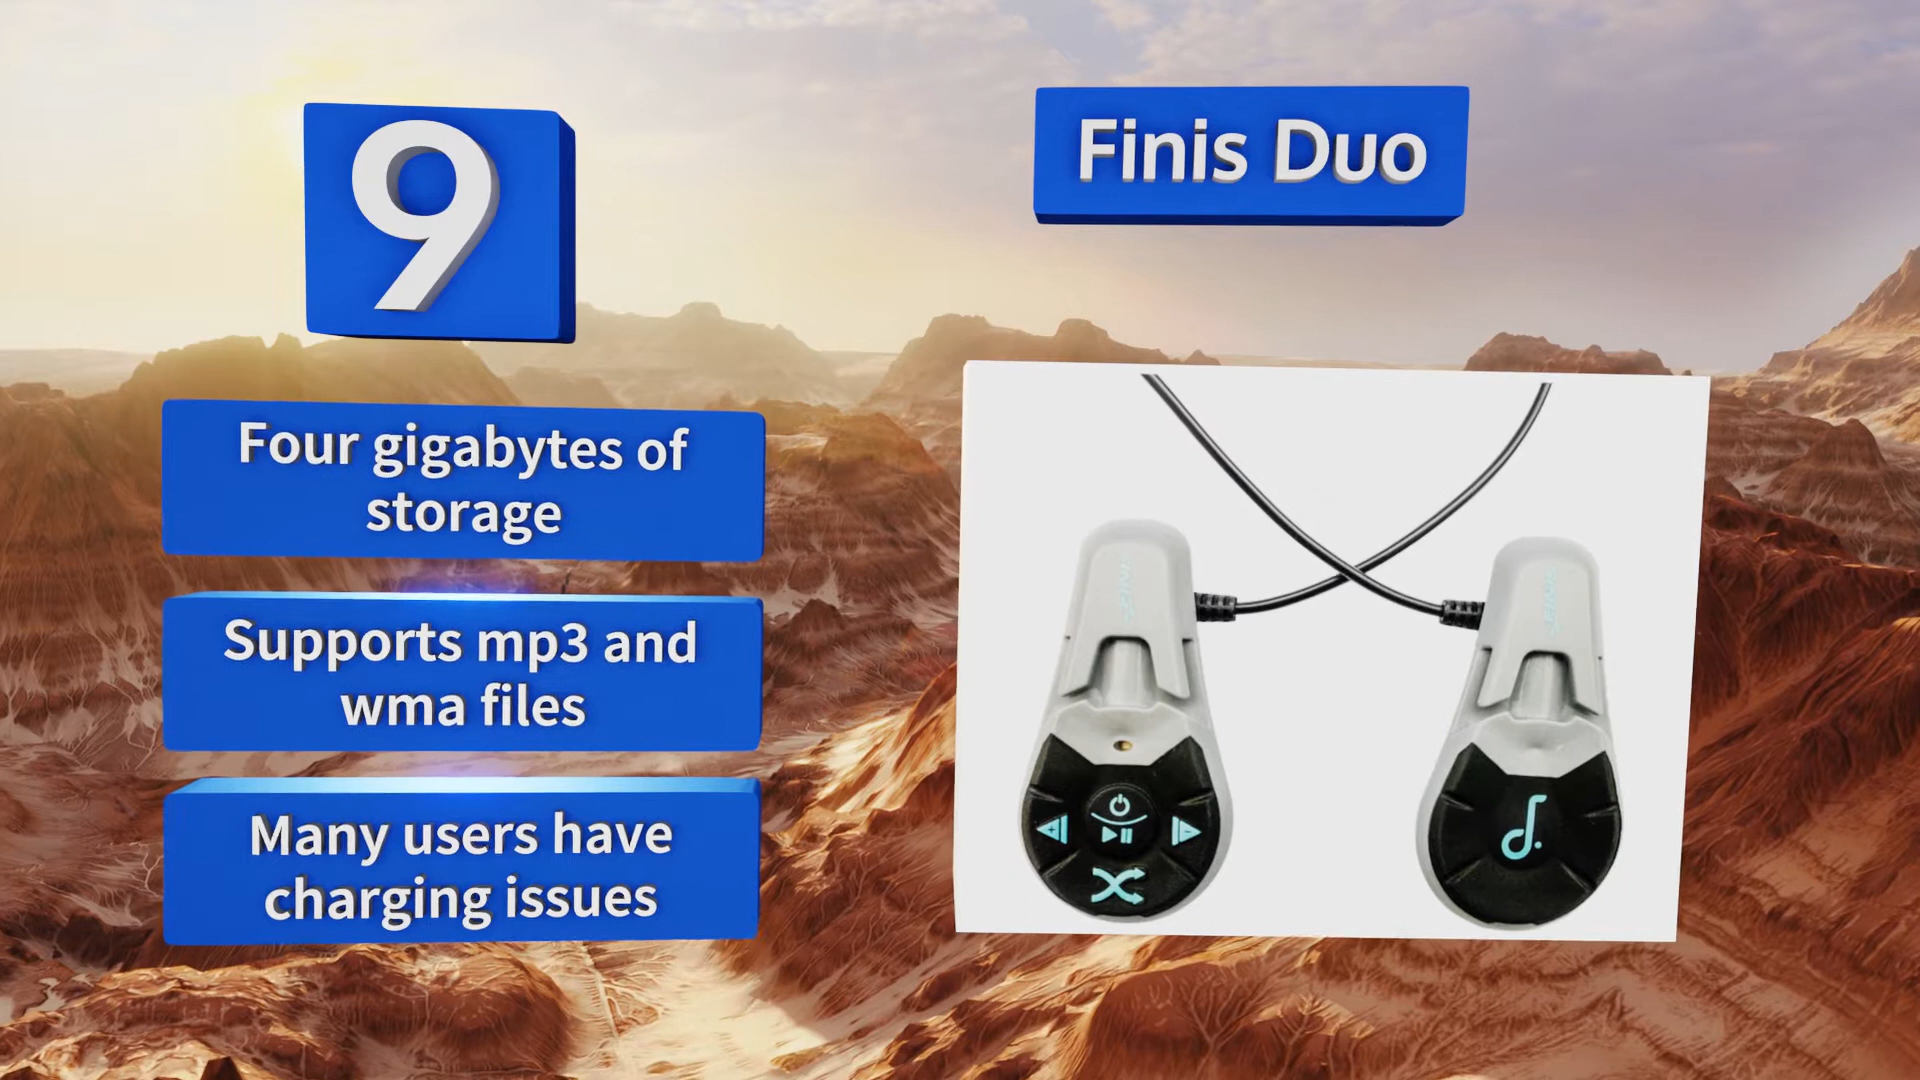 9
Finis Duo
Four gigabytes of
storage
Supports mp3 and
wma files
Many users have
charging issues